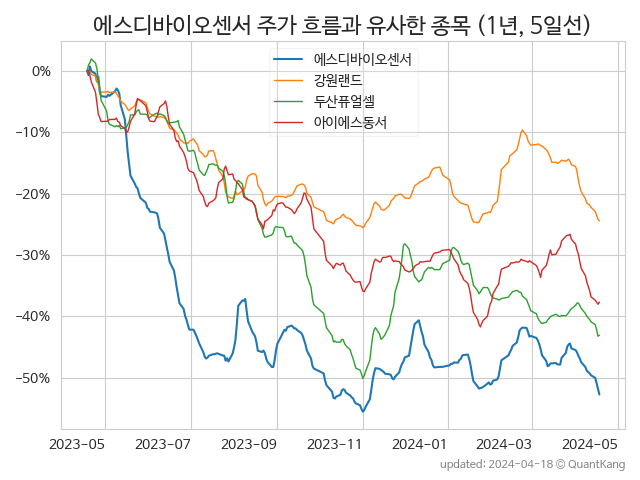 에스디바이오센서 주가 흐름과 유사한 종목 (1년, 5일선)
에스디바이오센서
강원랜드
두산퓨얼셀
아이에스동서
0%
−10%
−20%
−30%
−40%
−50%
2023-05 2023-07 2023-09 2023-11 2024-01 2024-03 2024-05
updated: 2024-04-18 © QuantKang